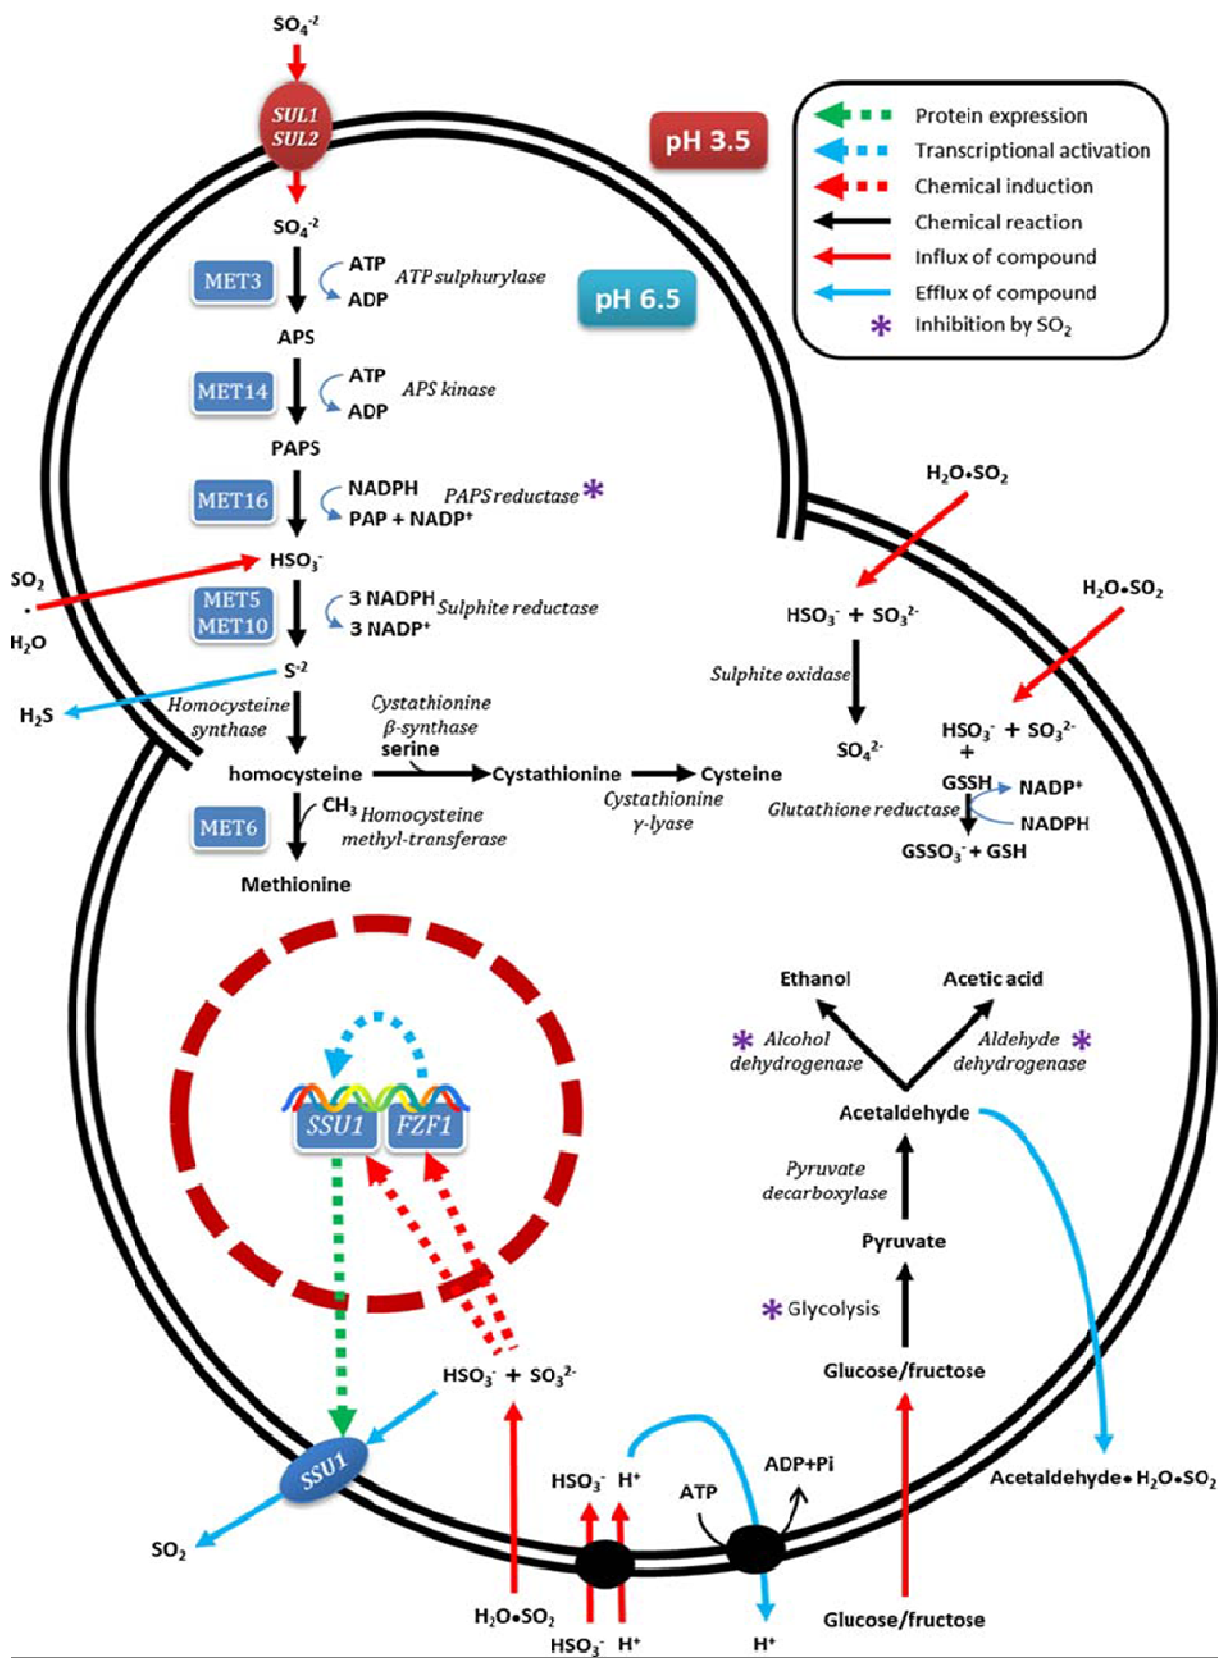 SO₄⁻²
SUL1
SUL2
pH 3.5
Protein expression
Transcriptional activation
Chemical induction
Chemical reaction
Influx of compound
Efflux of compound
* Inhibition by SO₂
SO₄⁻²
MET3
ATP
ADP
ATP sulphurylase
pH 6.5
APS
MET14
ATP
ADP
APS kinase
PAPS
MET16
NADPH
PAP + NADP⁺
PAPS reductase *
HSO₃⁻
SO₂
•
H₂O
MET5
MET10
3 NADPH
3 NADP⁺
Sulphite reductase
S⁻²
H₂S
Homocysteine
synthase
Cystathionine
β-synthase
serine
homocysteine
Cystathionine
Cysteine
Cystathionine
γ-lyase
MET6
CH₃
Homocysteine
methyl-transferase
Methionine
H₂O•SO₂
HSO₃⁻ + SO₃²⁻
Sulphite oxidase
SO₄²⁻
H₂O•SO₂
HSO₃⁻ + SO₃²⁻
+
GSSH
NADP⁺
Glutathione reductase
NADPH
GSSO₃⁻ + GSH
Ethanol
Acetic acid
* Alcohol
dehydrogenase
Aldehyde *
dehydrogenase
Acetaldehyde
Pyruvate
decarboxylase
Pyruvate
* Glycolysis
Glucose/fructose
SSU1
FZF1
HSO₃⁻ + SO₃²⁻
SSU1
SO₂
HSO₃⁻ H⁺
ATP
ADP+Pi
Acetaldehyde• H₂O•SO₂
H₂O•SO₂
HSO₃⁻ H⁺
H⁺
Glucose/fructose